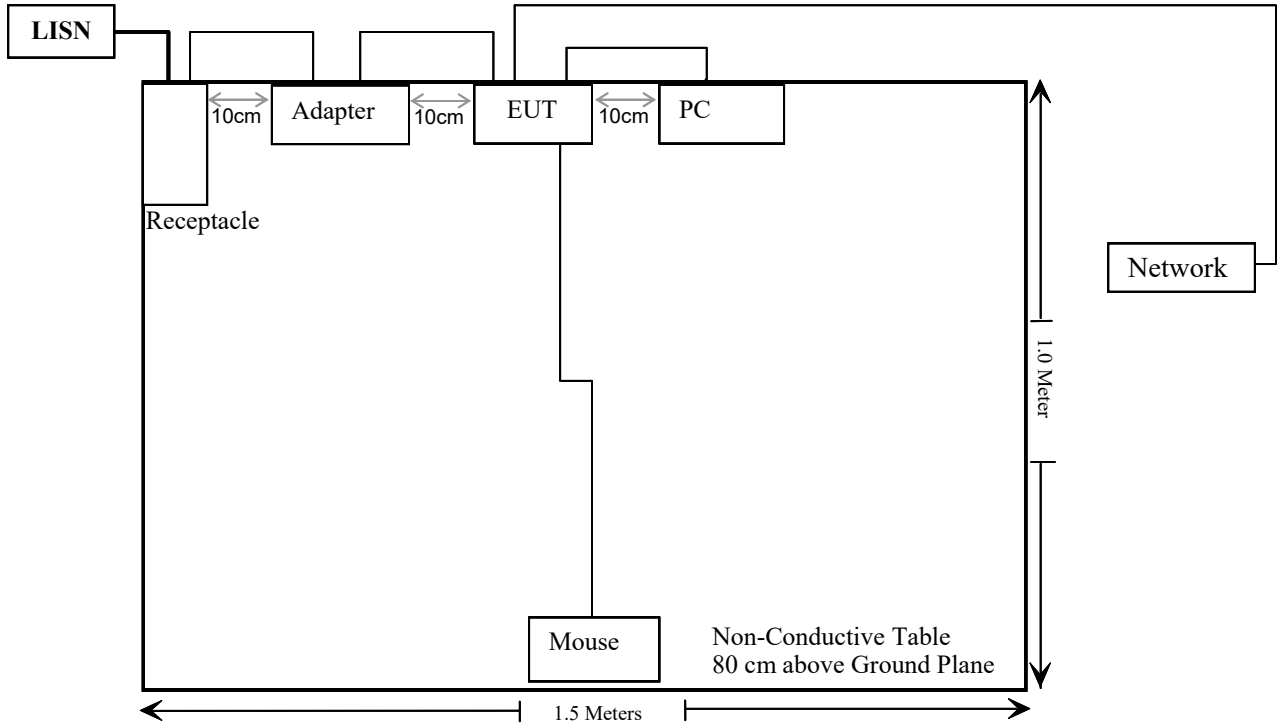 LISN
10cm
Adapter
10cm
EUT
10cm
PC
Receptacle
Network
1.0 Meter
Mouse
Non-Conductive Table
80 cm above Ground Plane
1.5 Meters